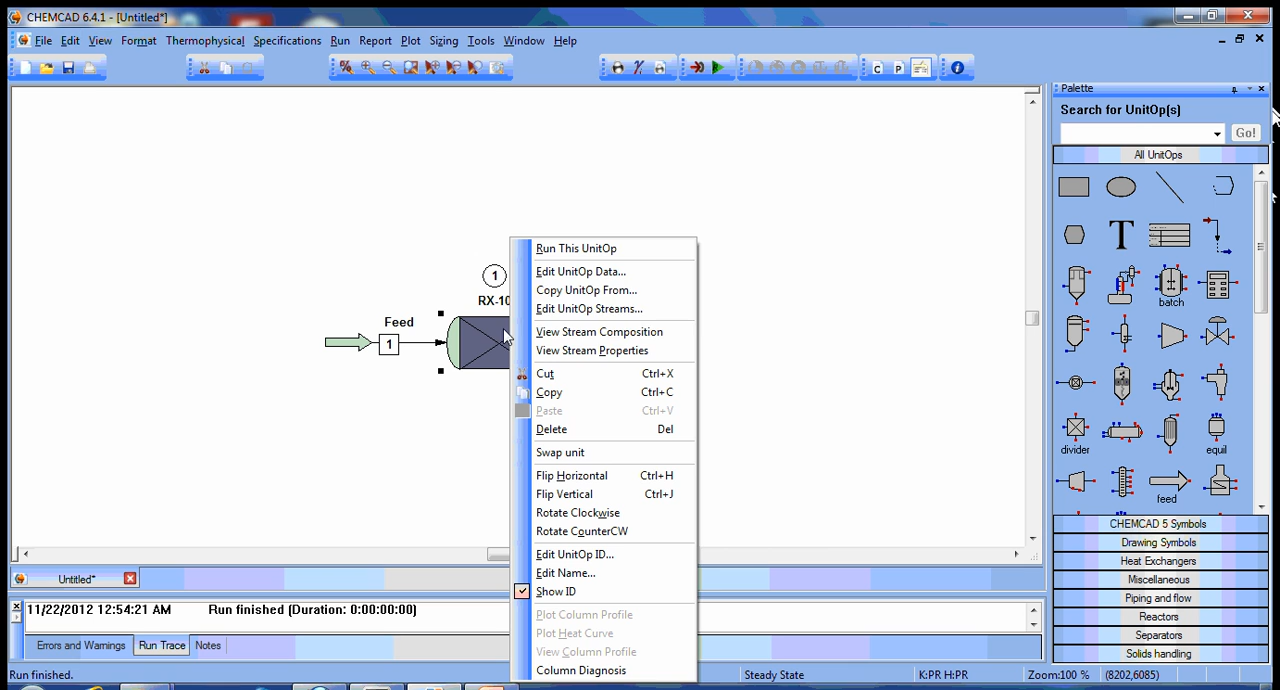 CHEMCAD 6.4.1 - [Untitled*]
File Edit View Format Thermophysical Specifications Run Report Plot Sizing Tools Window Help
C P
Palette
Search for UnitOp(s)
Go!
All UnitOps
T
batch
divider
equil
feed
CHEMCAD 5 Symbols
Drawing Symbols
Heat Exchangers
Miscellaneous
Piping and flow
Reactors
Separators
Solids handling
1
RX-10
Feed
1
Run This UnitOp
Edit UnitOp Data...
Copy UnitOp From...
Edit UnitOp Streams...
View Stream Composition
View Stream Properties
Cut Ctrl+X
Copy Ctrl+C
Paste Ctrl+V
Delete Del
Swap unit
Flip Horizontal Ctrl+H
Flip Vertical Ctrl+J
Rotate Clockwise
Rotate CounterCW
Edit UnitOp ID...
Edit Name...
Show ID
Plot Column Profile
Plot Heat Curve
View Column Profile
Column Diagnosis
Untitled*
11/22/2012 12:54:21 AM Run finished (Duration: 0:00:00:00)
Errors and Warnings Run Trace Notes
Run finished. Steady State K:PR H:PR Zoom:100 % (8202,6085)